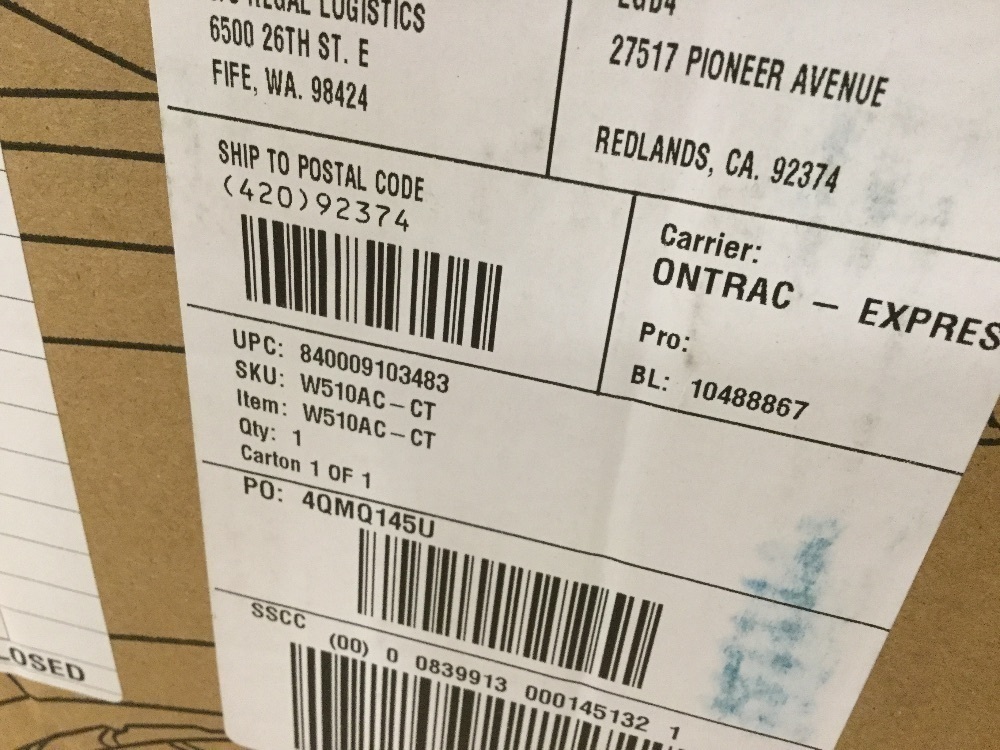 REGAL LOGISTICS
6500 26TH ST. E
FIFE, WA. 98424
27517 PIONEER AVENUE
REDLANDS, CA. 92374
SHIP TO POSTAL CODE
(420)92374
Carrier:
ONTRAC - EXPRES
Pro:
BL: 10488867
UPC: 840009103483
SKU: W510AC-CT
Item: W510AC-CT
Qty: 1
Carton 1 OF 1
PO: 4QMQ145U
SSCC
(00) 0 0839913 000145132 1
LOSED